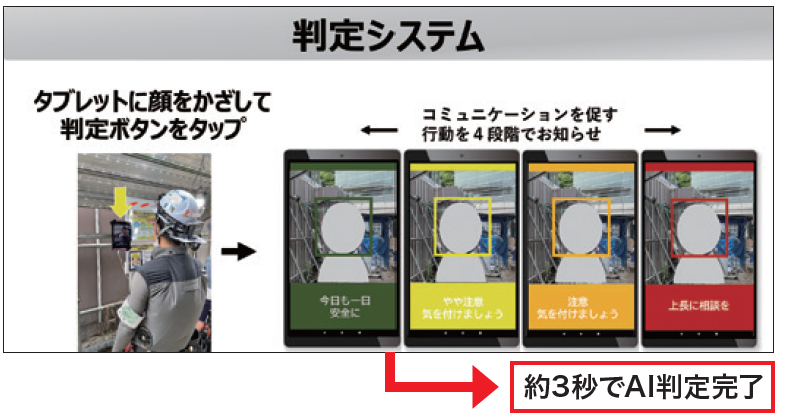 判定システム
タブレットに顔をかざして
判定ボタンをタップ
コミュニケーションを促す
行動を4段階でお知らせ
今日も一日
安全に
やや注意
気を付けましょう
注意
気を付けましょう
上長に相談を
約3秒でAI判定完了